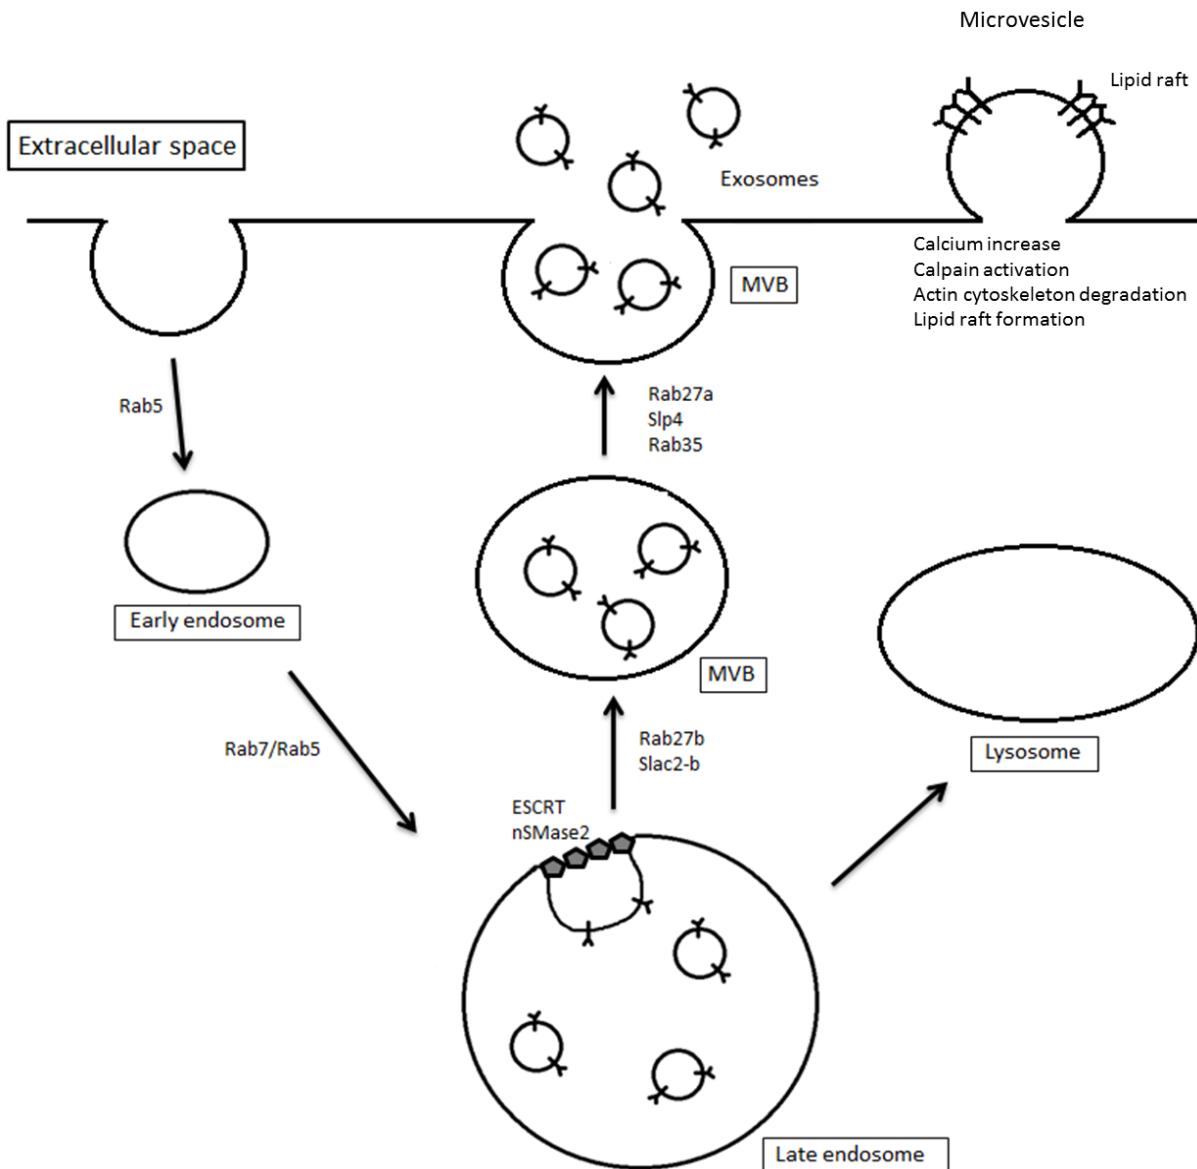 Microvesicle
Lipid raft
Extracellular space
Exosomes
Calcium increase
Calpain activation
Actin cytoskeleton degradation
Lipid raft formation
MVB
Rab5
Rab27a
Slp4
Rab35
Early endosome
MVB
Rab7/Rab5
Rab27b
Slac2-b
Lysosome
ESCRT
nSMase2
Late endosome